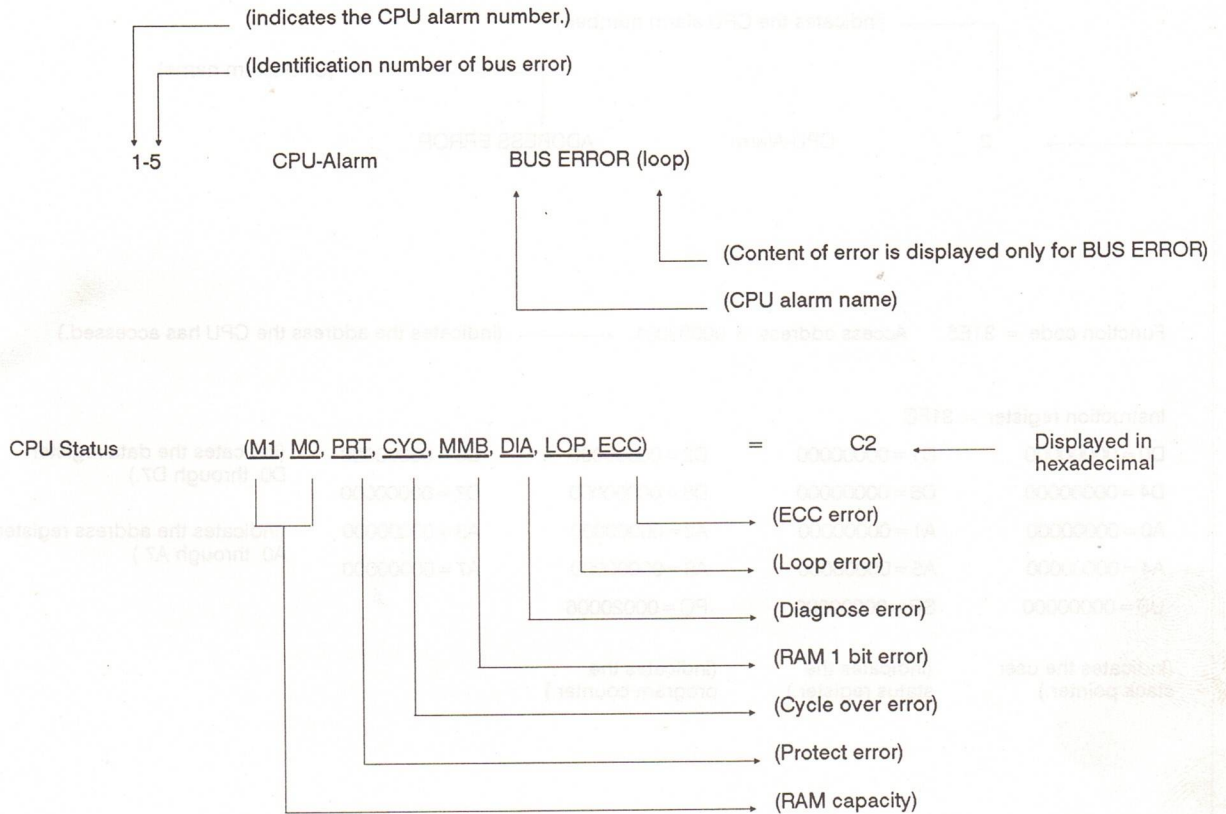 (indicates the CPU alarm number.)
(Identification number of bus error)
1-5 CPU-Alarm BUS ERROR (loop)
(Content of error is displayed only for BUS ERROR)
(CPU alarm name)
CPU Status (M1, M0, PRT, CYO, MMB, DIA, LOP, ECC) = C2 Displayed in
hexadecimal
(ECC error)
(Loop error)
(Diagnose error)
(RAM 1 bit error)
(Cycle over error)
(Protect error)
(RAM capacity)